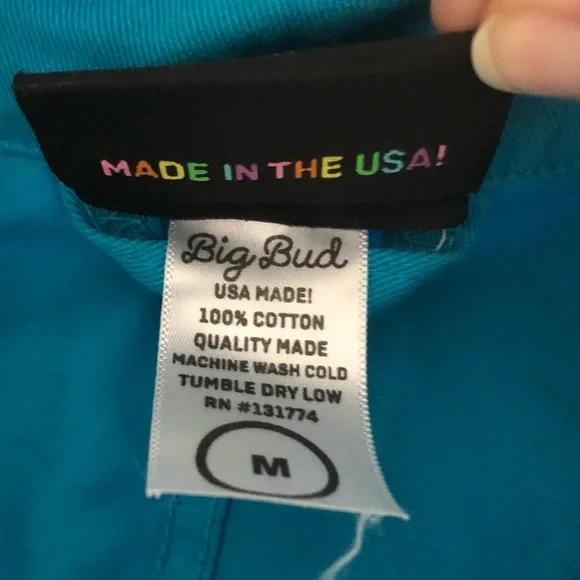 MADE IN THE USA!
Big Bud
USA MADE!
100% COTTON
QUALITY MADE
MACHINE WASH COLD
TUMBLE DRY LOW
RN #131774
M